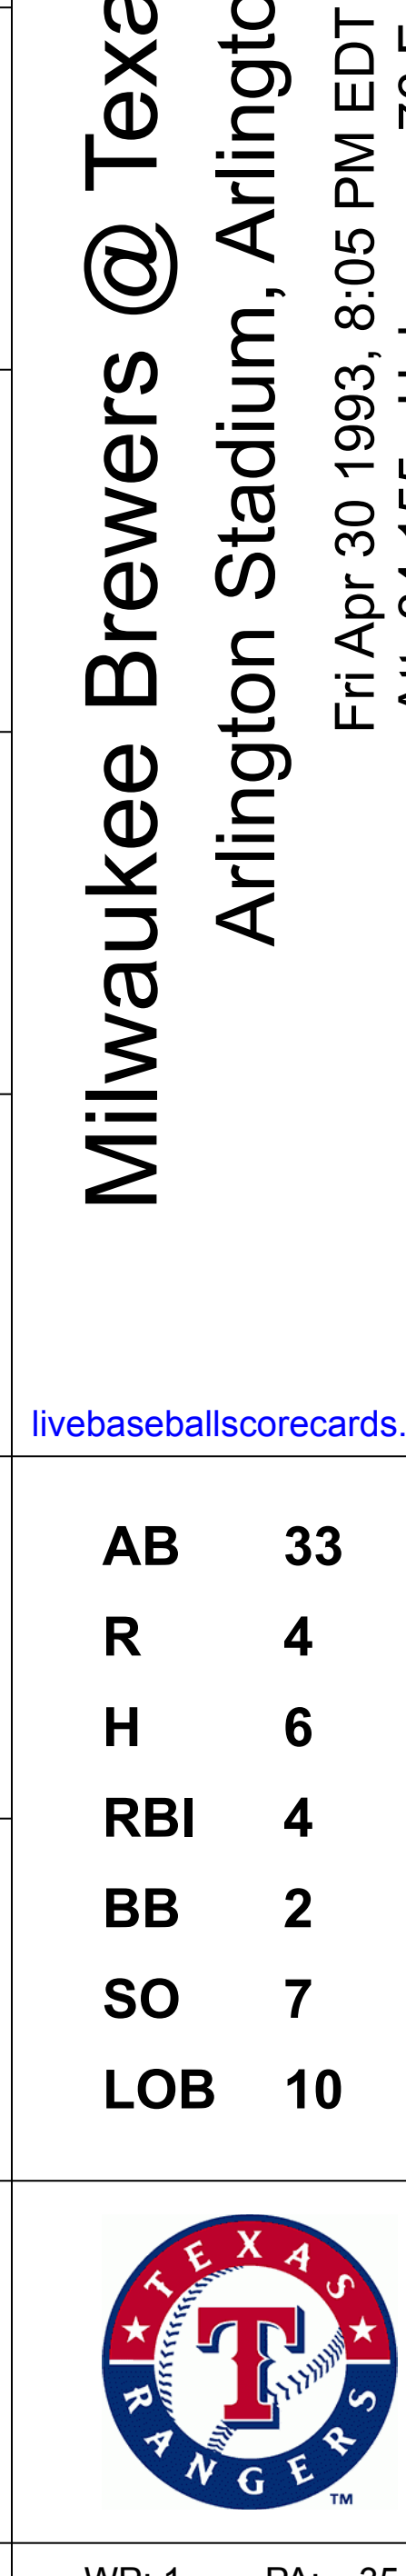 Milwaukee Brewers @ Texa
Arlington Stadium, Arlingto
Fri Apr 30 1993, 8:05 PM EDT
livebaseballscorecards.
AB 33
R 4
H 6
RBI 4
BB 2
SO 7
LOB 10
TEXAS
T
RANGERS
TM